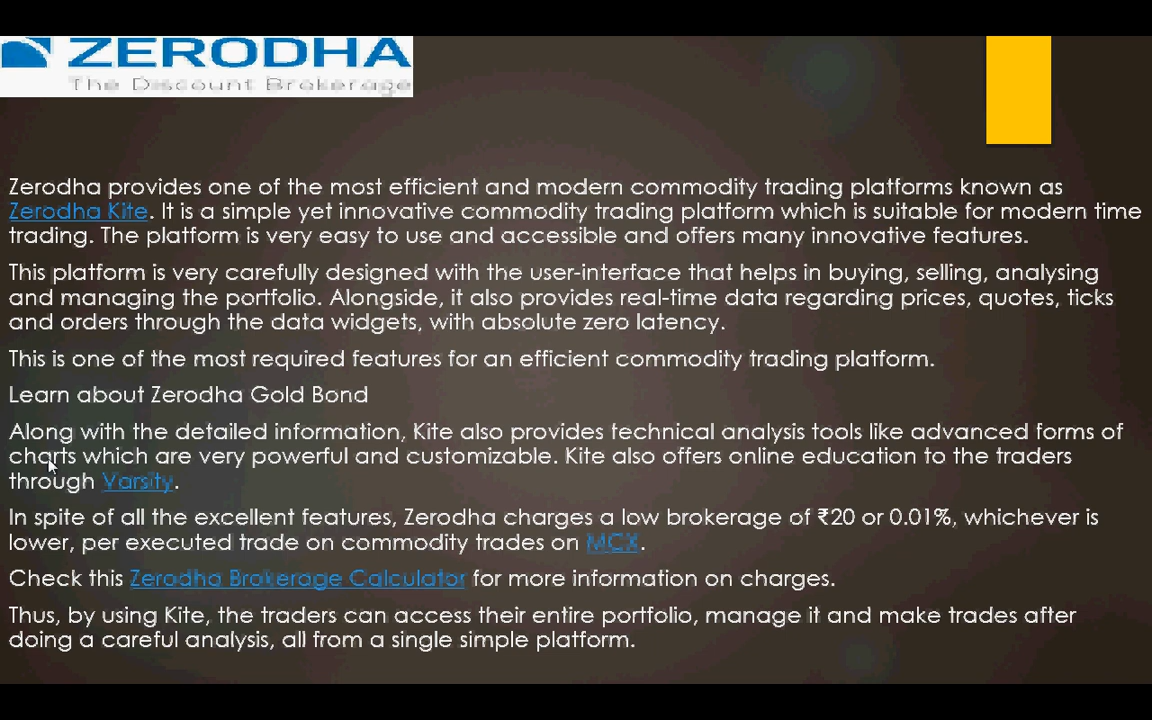 ZERODHA
The Discount Brokerage
Zerodha provides one of the most efficient and modern commodity trading platforms known as
Zerodha Kite. It is a simple yet innovative commodity trading platform which is suitable for modern time
trading. The platform is very easy to use and accessible and offers many innovative features.
This platform is very carefully designed with the user-interface that helps in buying, selling, analysing
and managing the portfolio. Alongside, it also provides real-time data regarding prices, quotes, ticks
and orders through the data widgets, with absolute zero latency.
This is one of the most required features for an efficient commodity trading platform.
Learn about Zerodha Gold Bond
Along with the detailed information, Kite also provides technical analysis tools like advanced forms of
charts which are very powerful and customizable. Kite also offers online education to the traders
through Varsity.
In spite of all the excellent features, Zerodha charges a low brokerage of ₹20 or 0.01%, whichever is
lower, per executed trade on commodity trades on MCX.
Check this Zerodha Brokerage Calculator for more information on charges.
Thus, by using Kite, the traders can access their entire portfolio, manage it and make trades after
doing a careful analysis, all from a single simple platform.